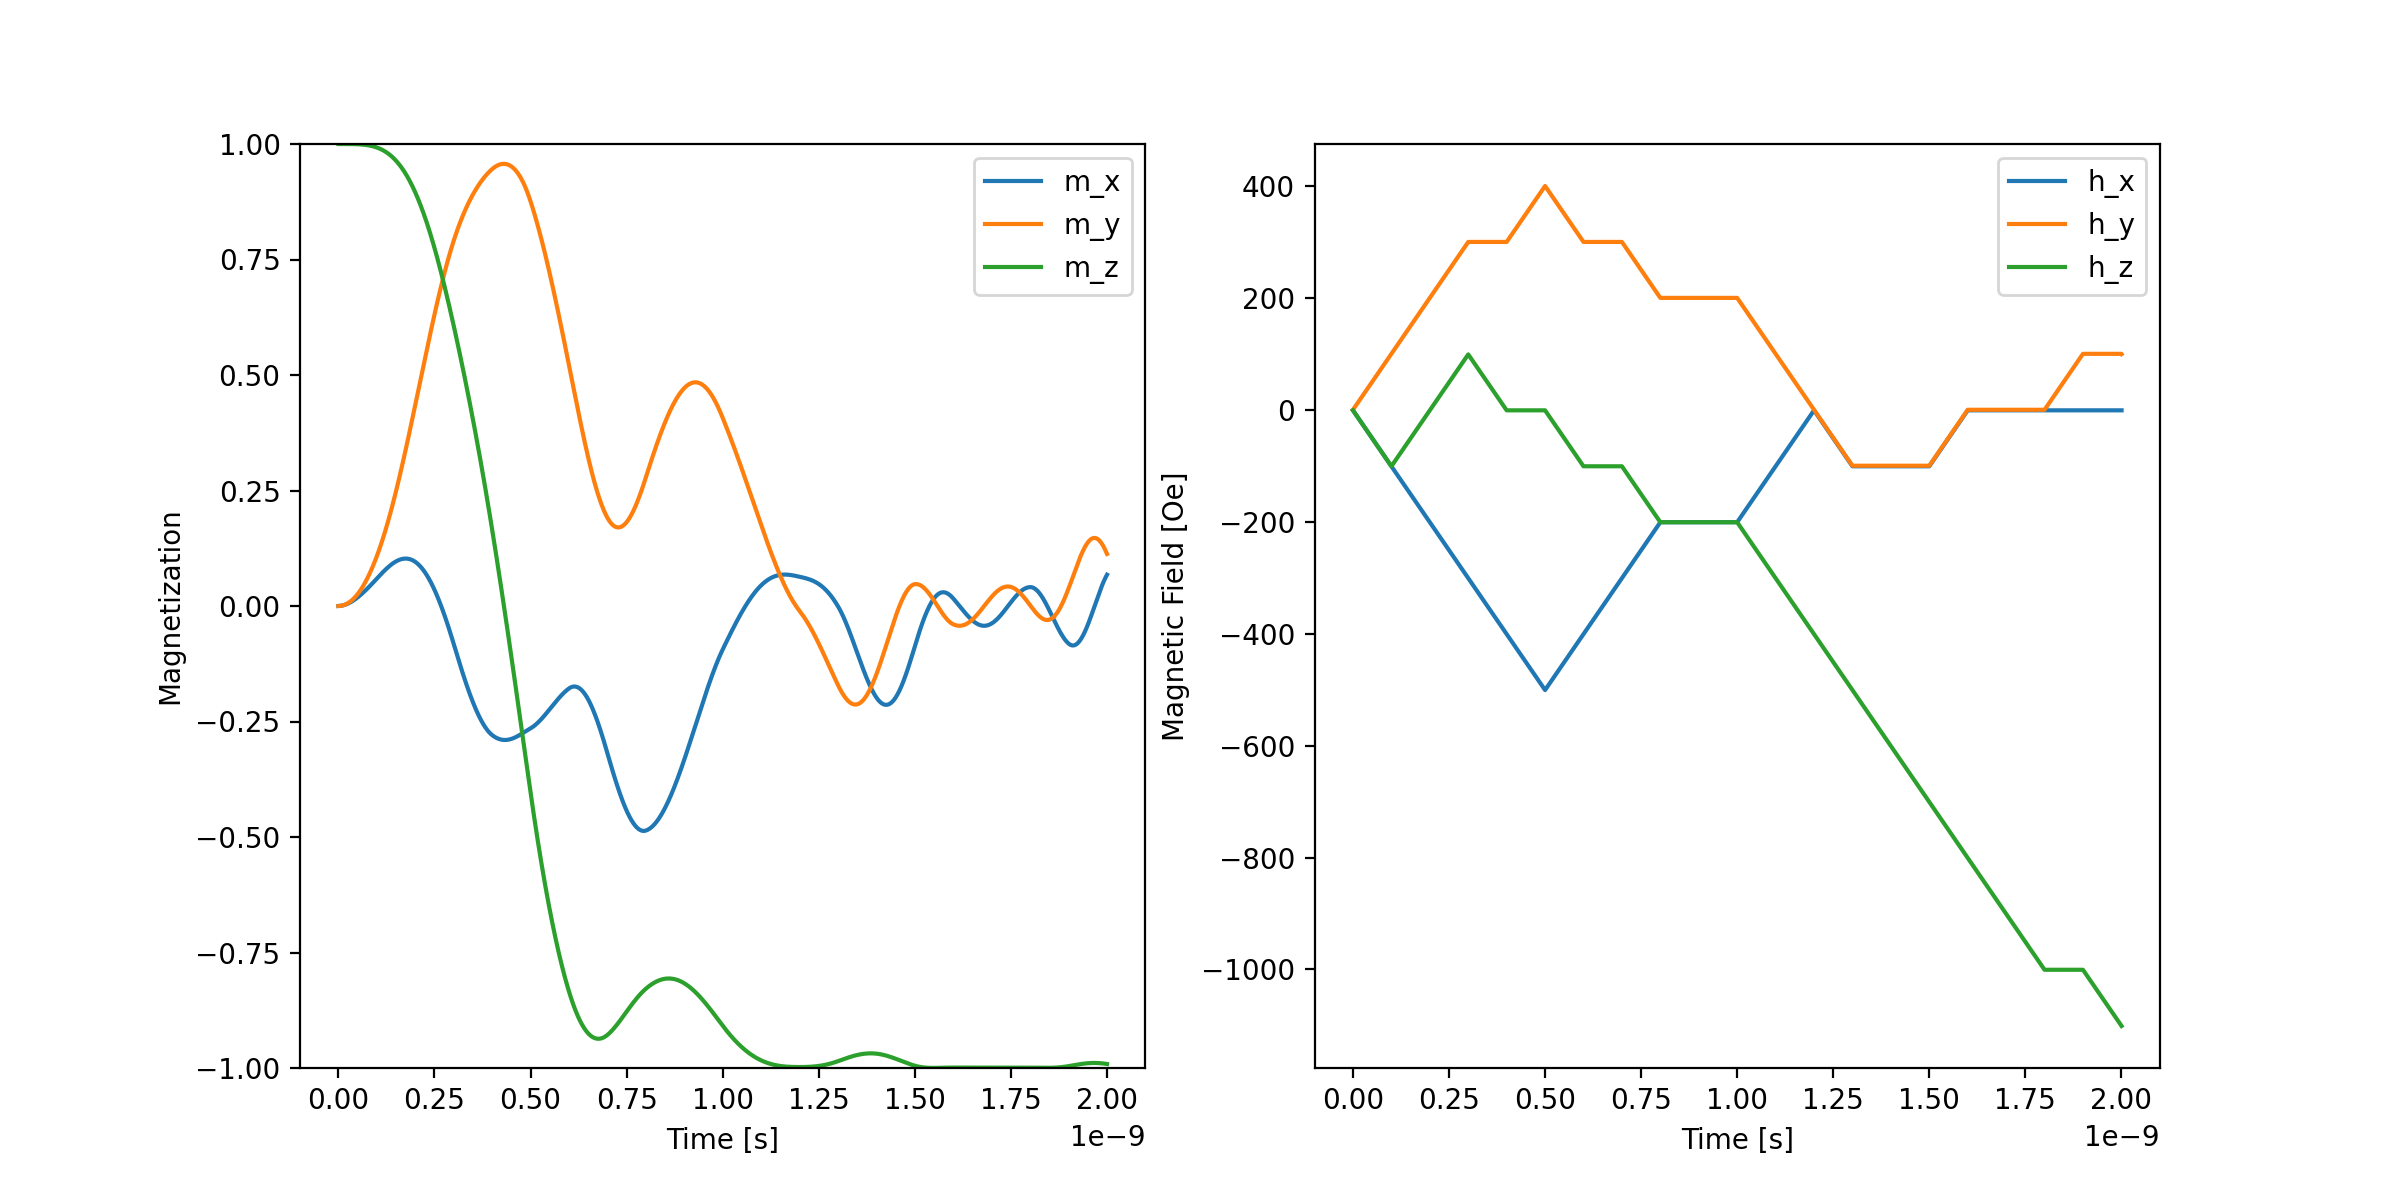 1.00
0.75
0.50
0.25
0.00
−0.25
−0.50
−0.75
−1.00
Magnetization
m_x
m_y
m_z
0.00 0.25 0.50 0.75 1.00 1.25 1.50 1.75 2.00
Time [s]
1e−9
400
200
0
−200
−400
−600
−800
−1000
Magnetic Field [Oe]
h_x
h_y
h_z
0.00 0.25 0.50 0.75 1.00 1.25 1.50 1.75 2.00
Time [s]
1e−9